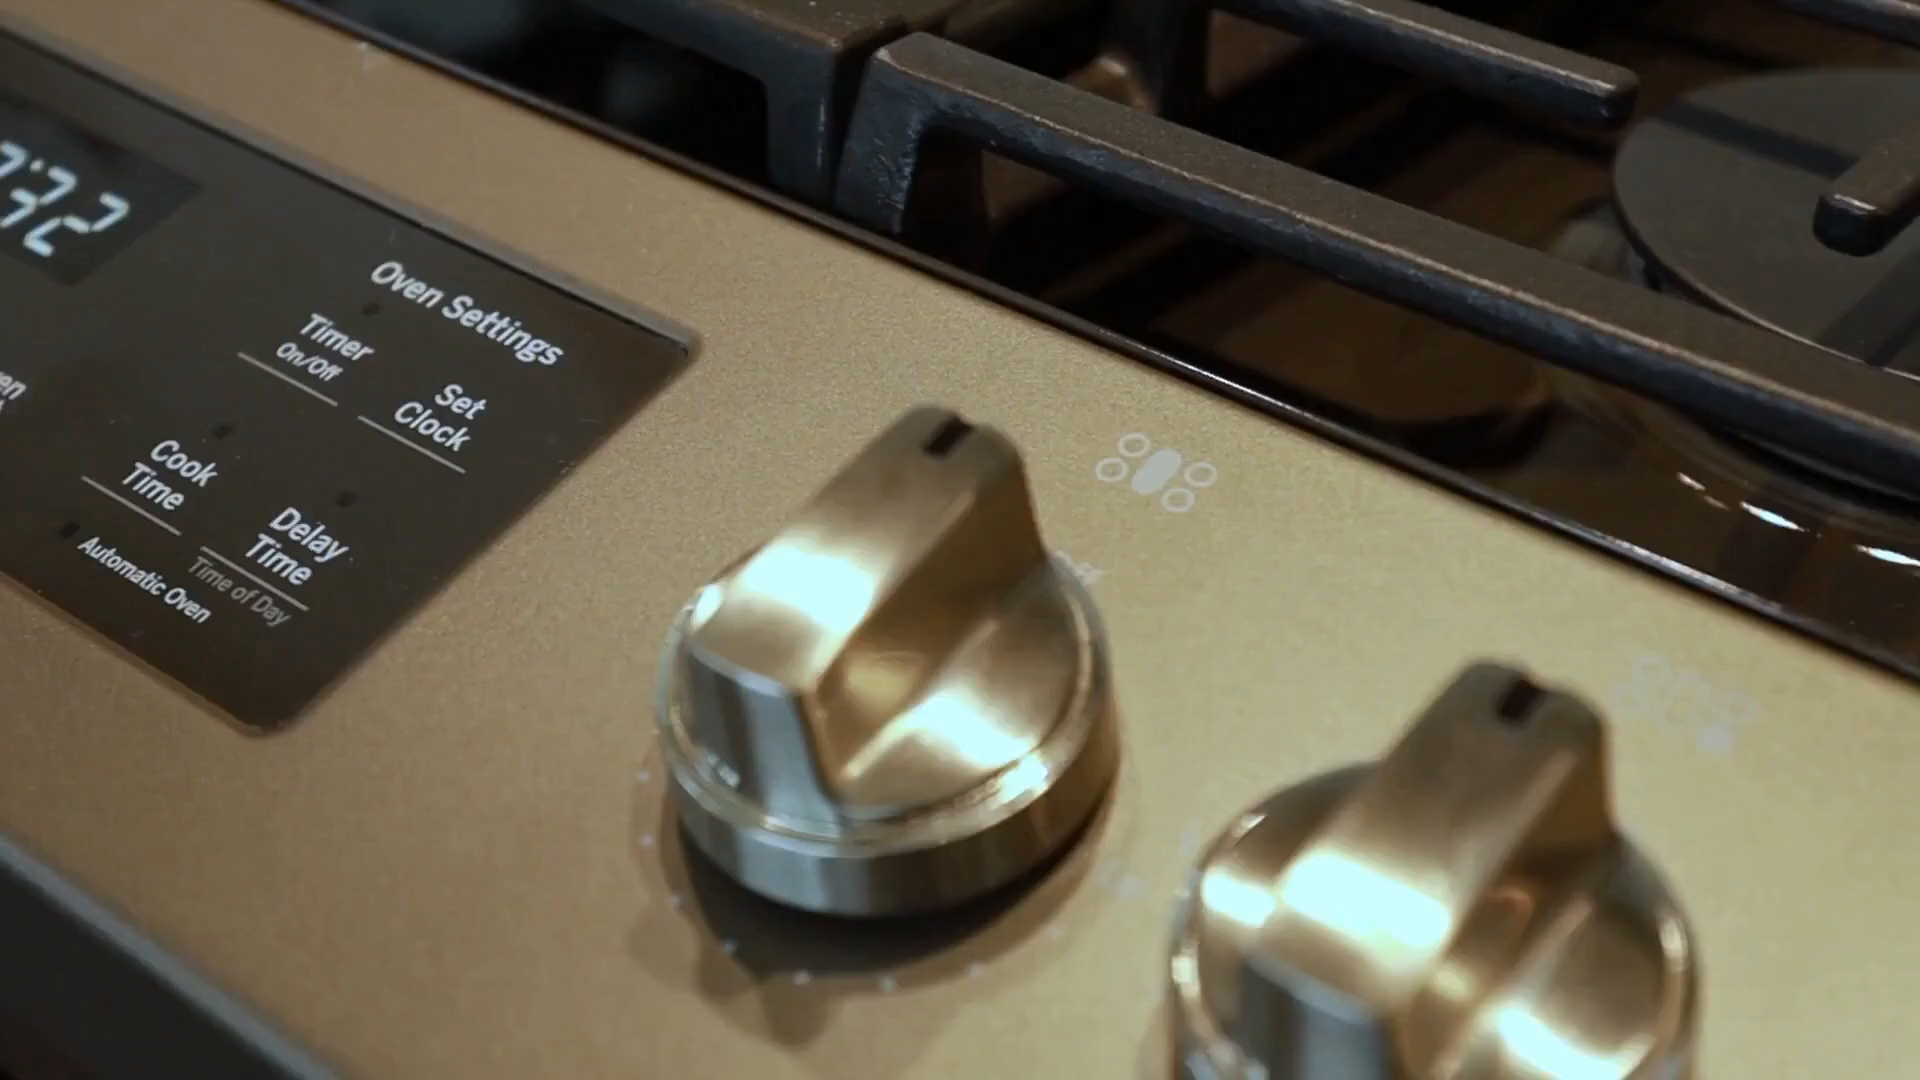 Oven Settings
Timer
On/Off
Set
Clock
Cook
Time
Delay
Time
Time of Day
Automatic Oven